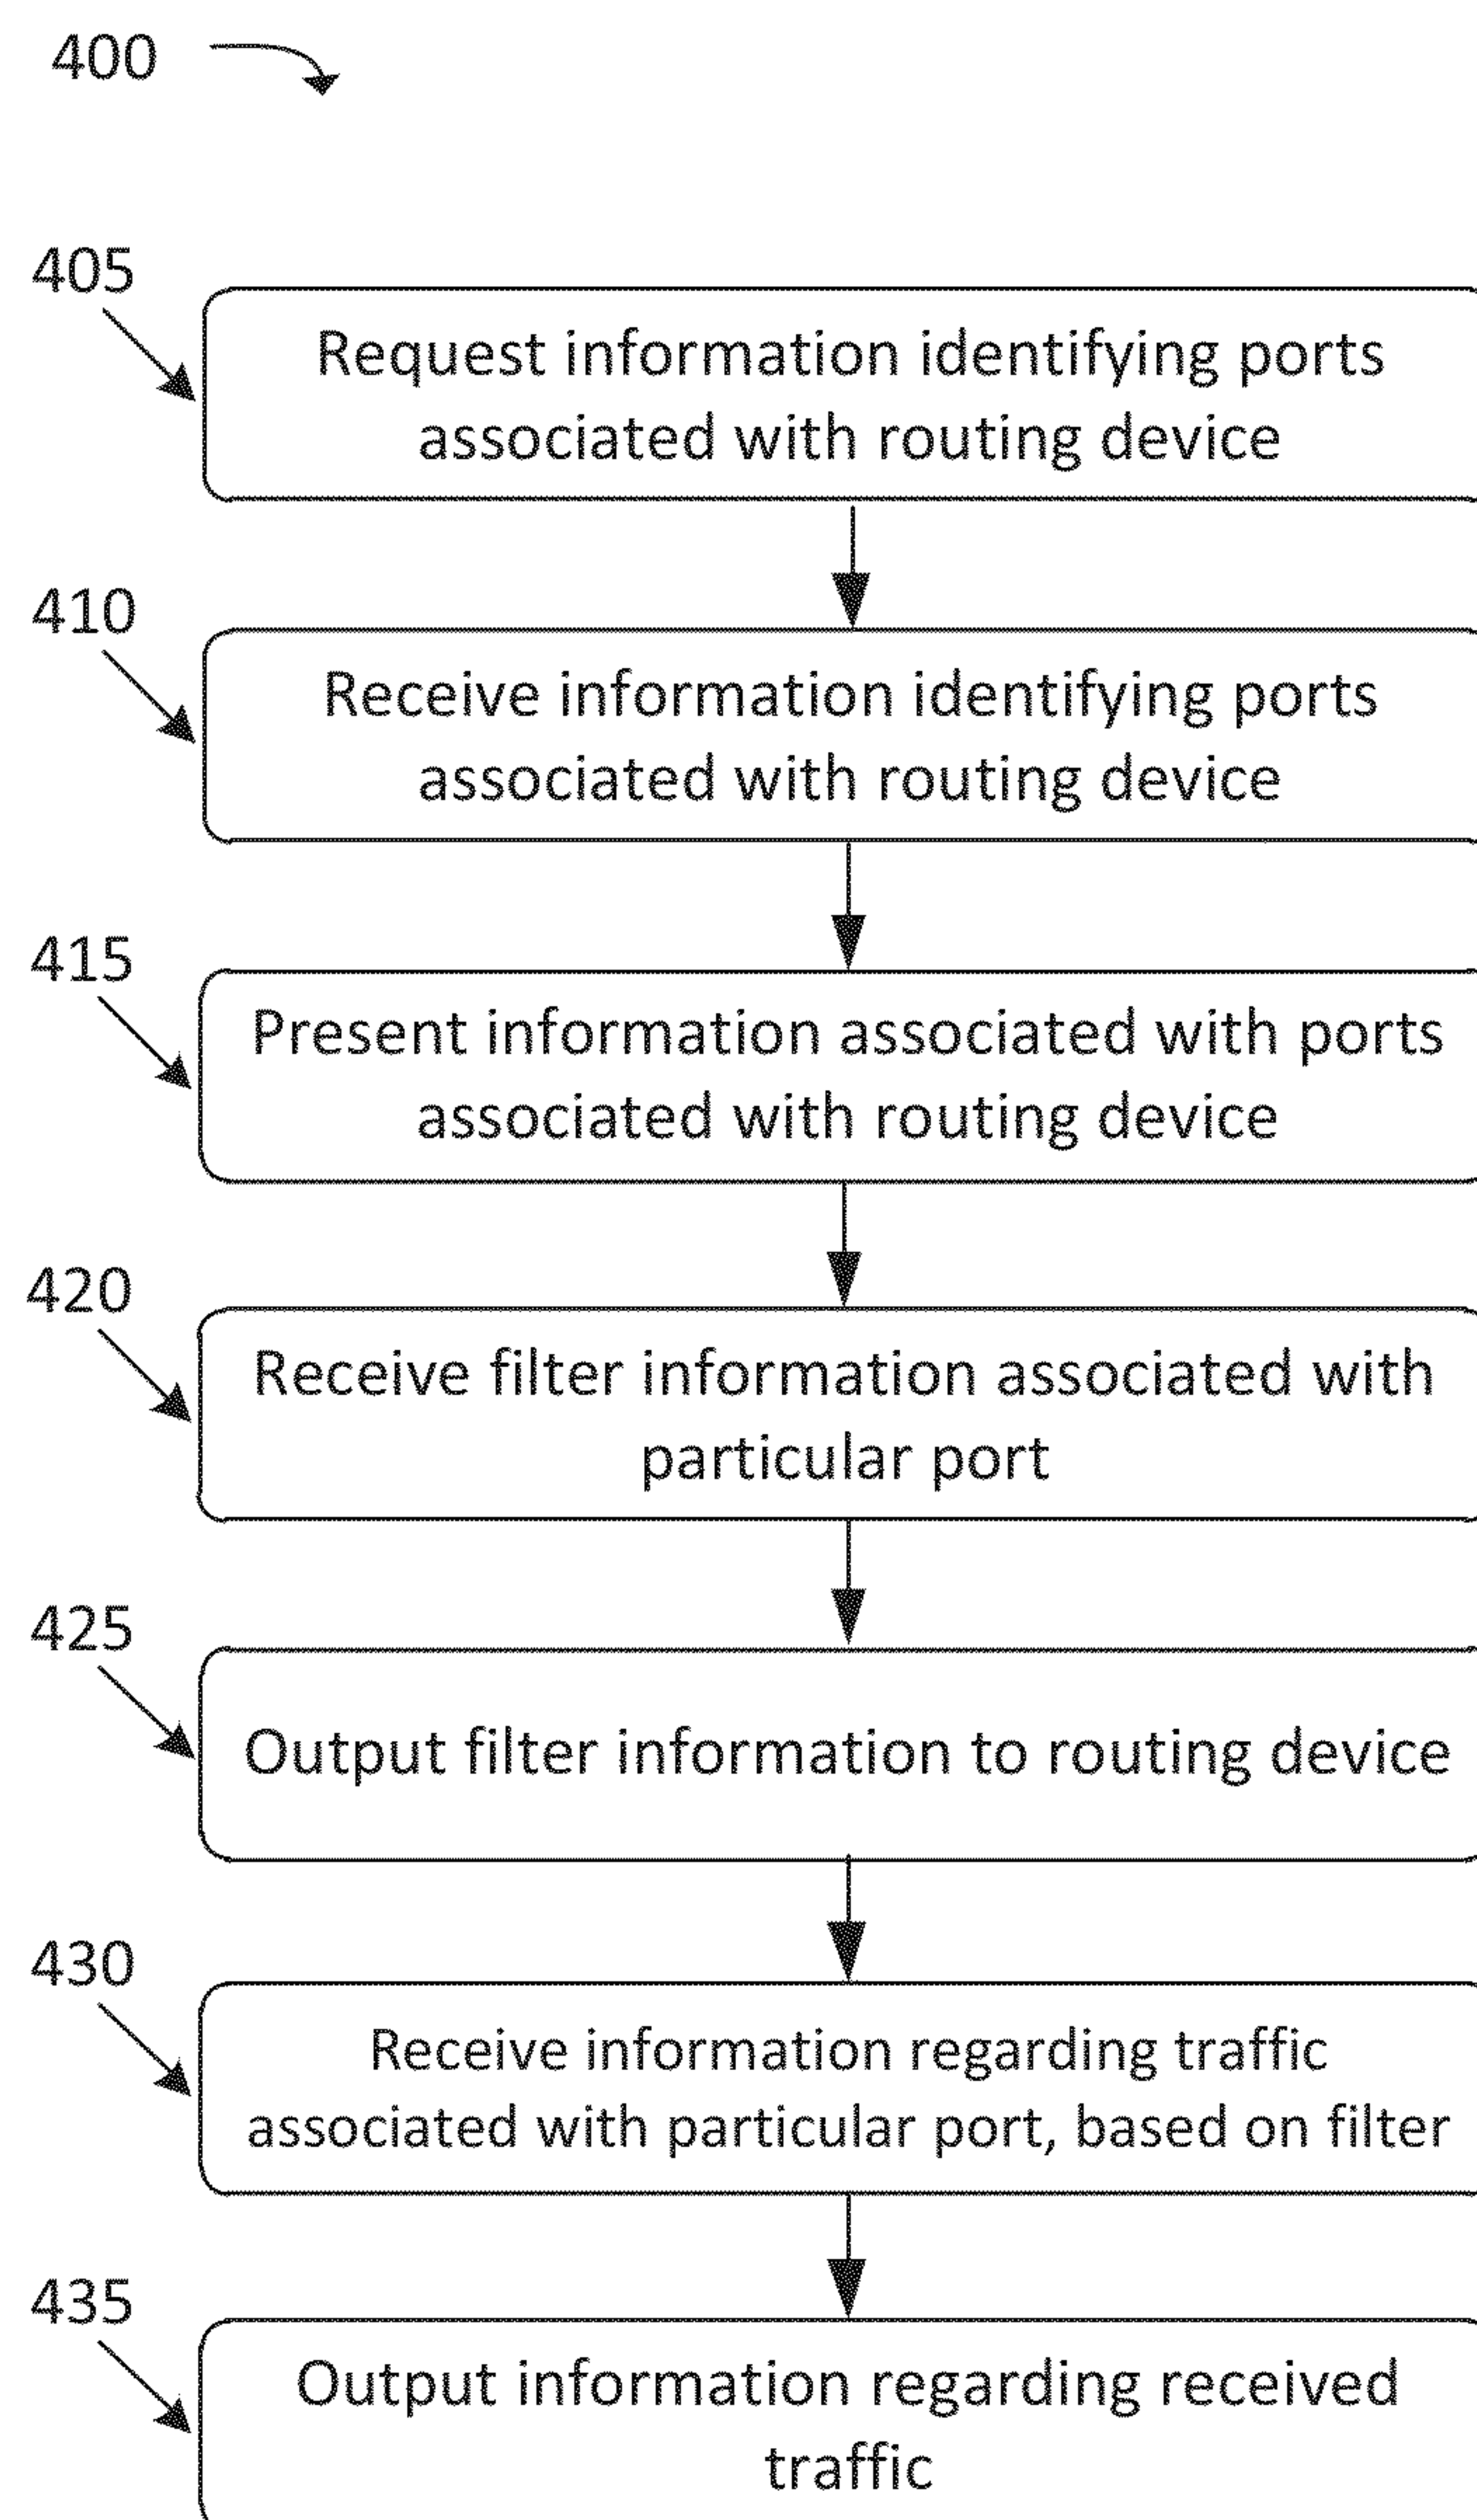 400
405
Request information identifying ports
associated with routing device
410
Receive information identifying ports
associated with routing device
415
Present information associated with ports
associated with routing device
420
Receive filter information associated with
particular port
425
Output filter information to routing device
430
Receive information regarding traffic
associated with particular port, based on filter
435
Output information regarding received
traffic